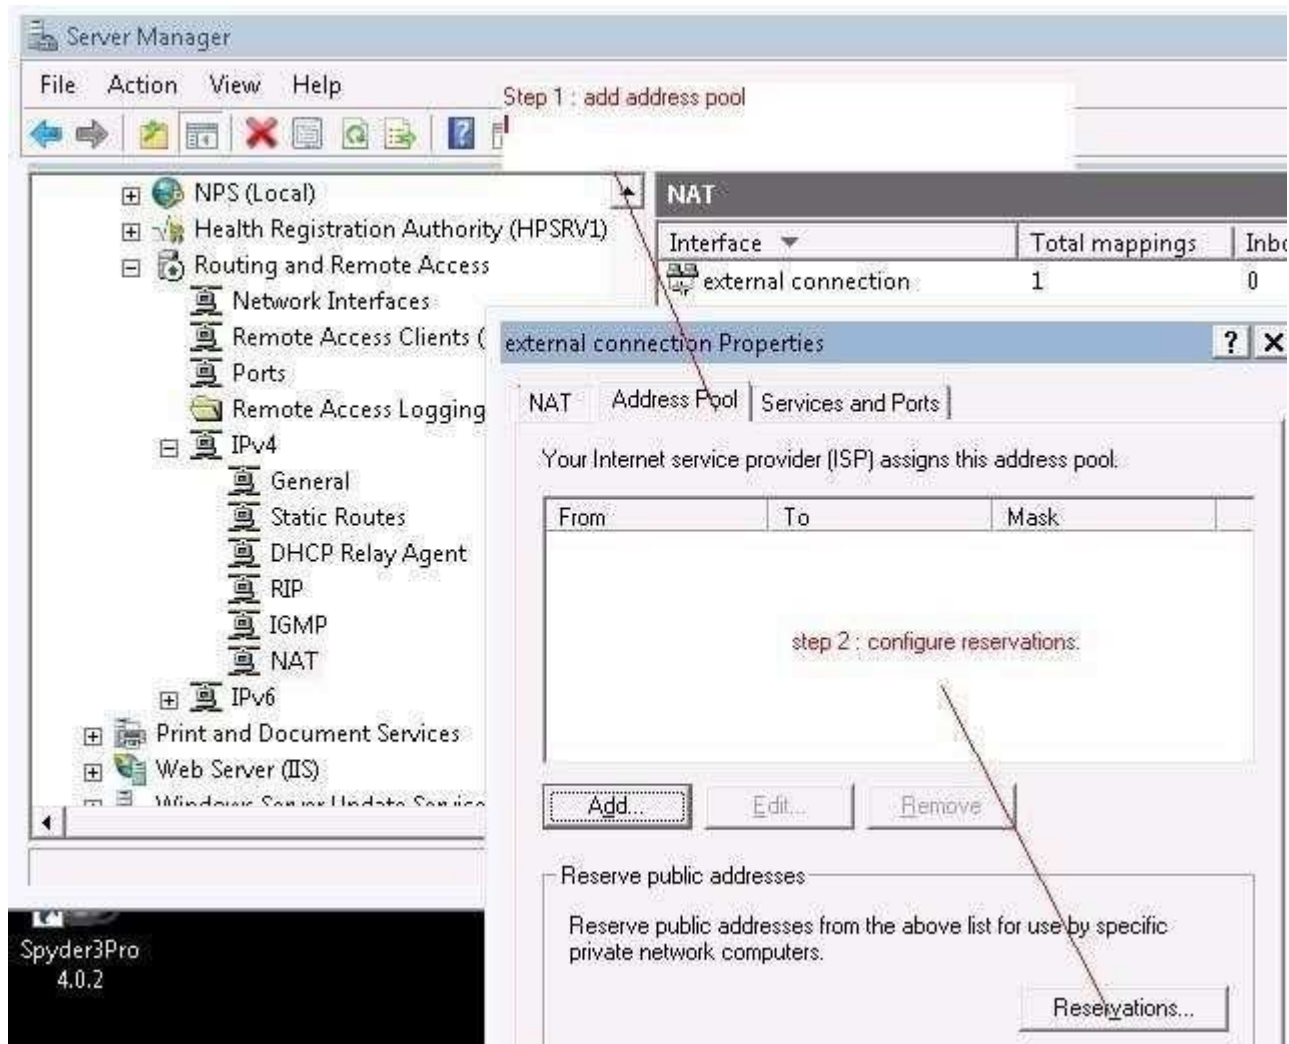 Server Manager
File Action View Help
Step 1 : add address pool
NPS (Local)
Health Registration Authority (HPSRV1)
Routing and Remote Access
Network Interfaces
Remote Access Clients (
Ports
Remote Access Logging
IPv4
General
Static Routes
DHCP Relay Agent
RIP
IGMP
NAT
IPv6
Print and Document Services
Web Server (IIS)
Windows Server Update Service
NAT
Interface Total mappings Inbo
external connection 1 0
external connection Properties
NAT Address Pool Services and Ports
Your Internet service provider (ISP) assigns this address pool.
From To Mask
step 2 : configure reservations.
Add... Edit... Remove
Reserve public addresses
Reserve public addresses from the above list for use by specific
private network computers.
Reservations...
Spyder3Pro
4.0.2